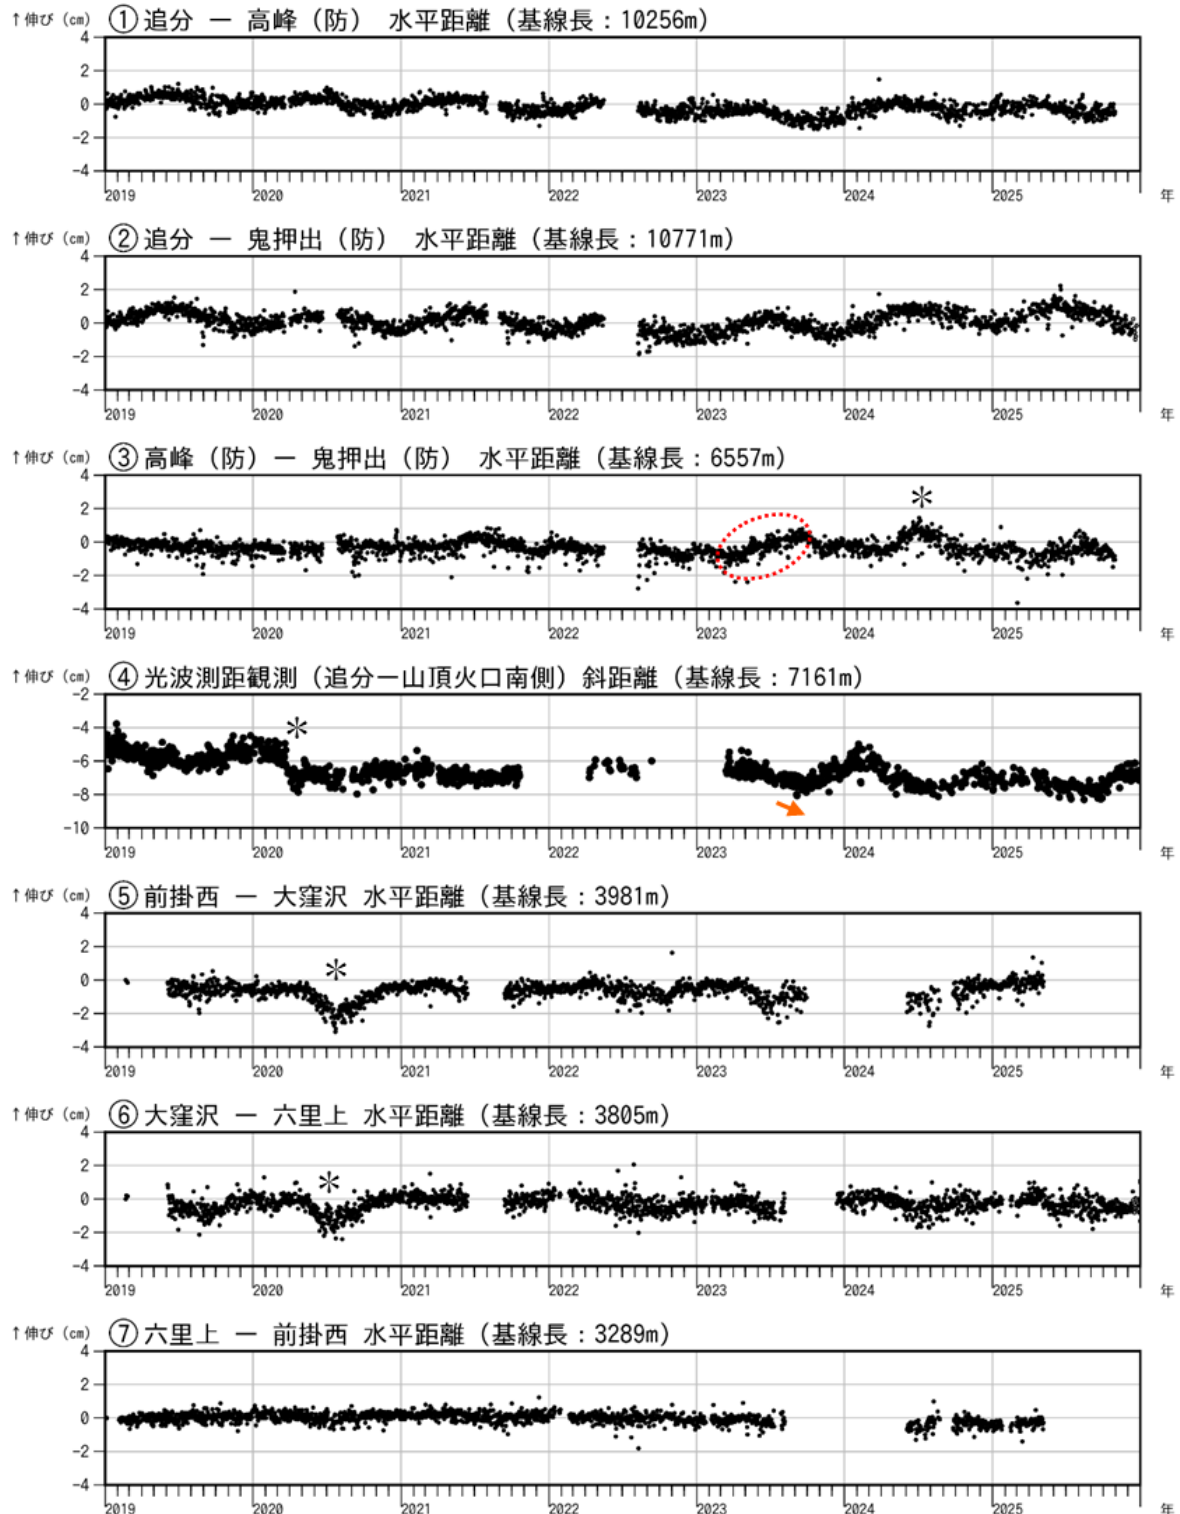 ↑伸び（cm） ①追分 ー 高峰（防） 水平距離（基線長：10256m）
4
2
0
-2
-4
2019 2020 2021 2022 2023 2024 2025 年
↑伸び（cm） ②追分 ー 鬼押出（防） 水平距離（基線長：10771m）
4
2
0
-2
-4
2019 2020 2021 2022 2023 2024 2025 年
↑伸び（cm） ③高峰（防）ー 鬼押出（防） 水平距離（基線長：6557m）
4
2
0
-2
-4
＊
2019 2020 2021 2022 2023 2024 2025 年
↑伸び（cm） ④光波測距観測（追分ー山頂火口南側）斜距離（基線長：7161m）
-2
-4
-6
-8
-10
＊
2019 2020 2021 2022 2023 2024 2025 年
↑伸び（cm） ⑤前掛西 ー 大窪沢 水平距離（基線長：3981m）
4
2
0
-2
-4
＊
2019 2020 2021 2022 2023 2024 2025 年
↑伸び（cm） ⑥大窪沢 ー 六里上 水平距離（基線長：3805m）
4
2
0
-2
-4
＊
2019 2020 2021 2022 2023 2024 2025 年
↑伸び（cm） ⑦六里上 ー 前掛西 水平距離（基線長：3289m）
4
2
0
-2
-4
2019 2020 2021 2022 2023 2024 2025 年